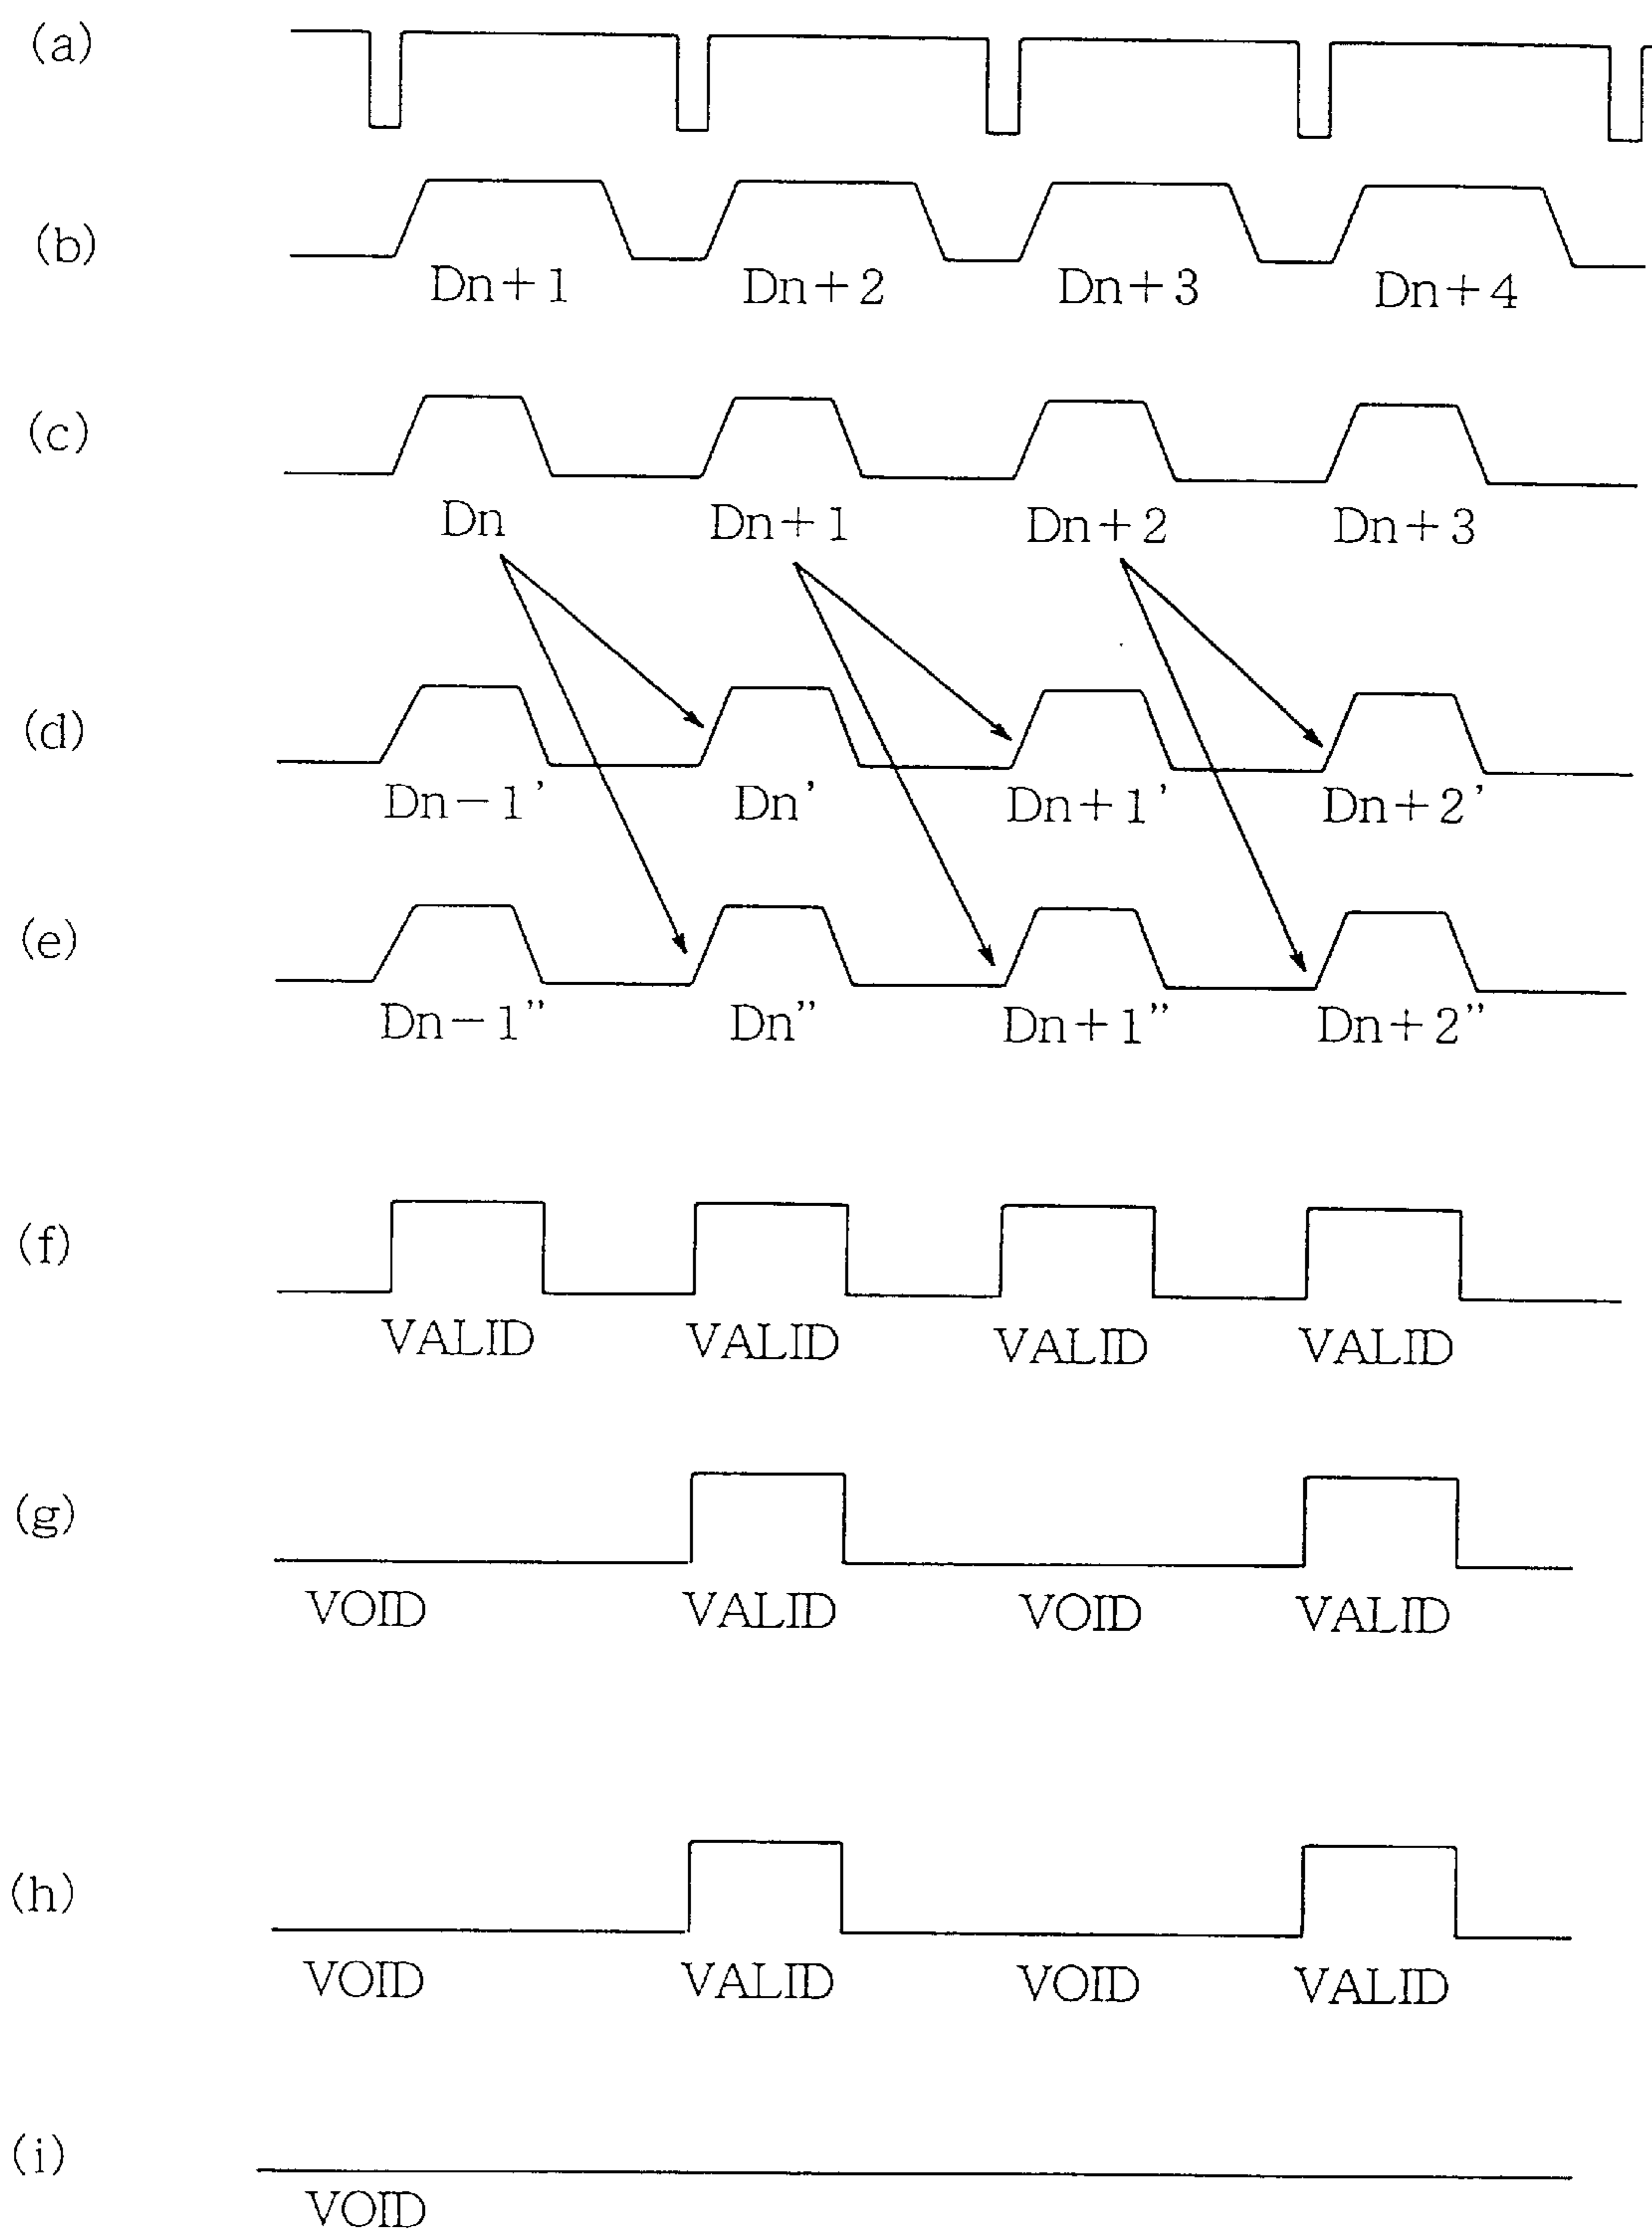 (a)
(b)
Dn+1 Dn+2 Dn+3 Dn+4
(c)
Dn Dn+1 Dn+2 Dn+3
(d)
Dn−1' Dn' Dn+1' Dn+2'
(e)
Dn−1" Dn" Dn+1" Dn+2"
(f)
VALID VALID VALID VALID
(g)
VOID VALID VOID VALID
(h)
VOID VALID VOID VALID
(i)
VOID